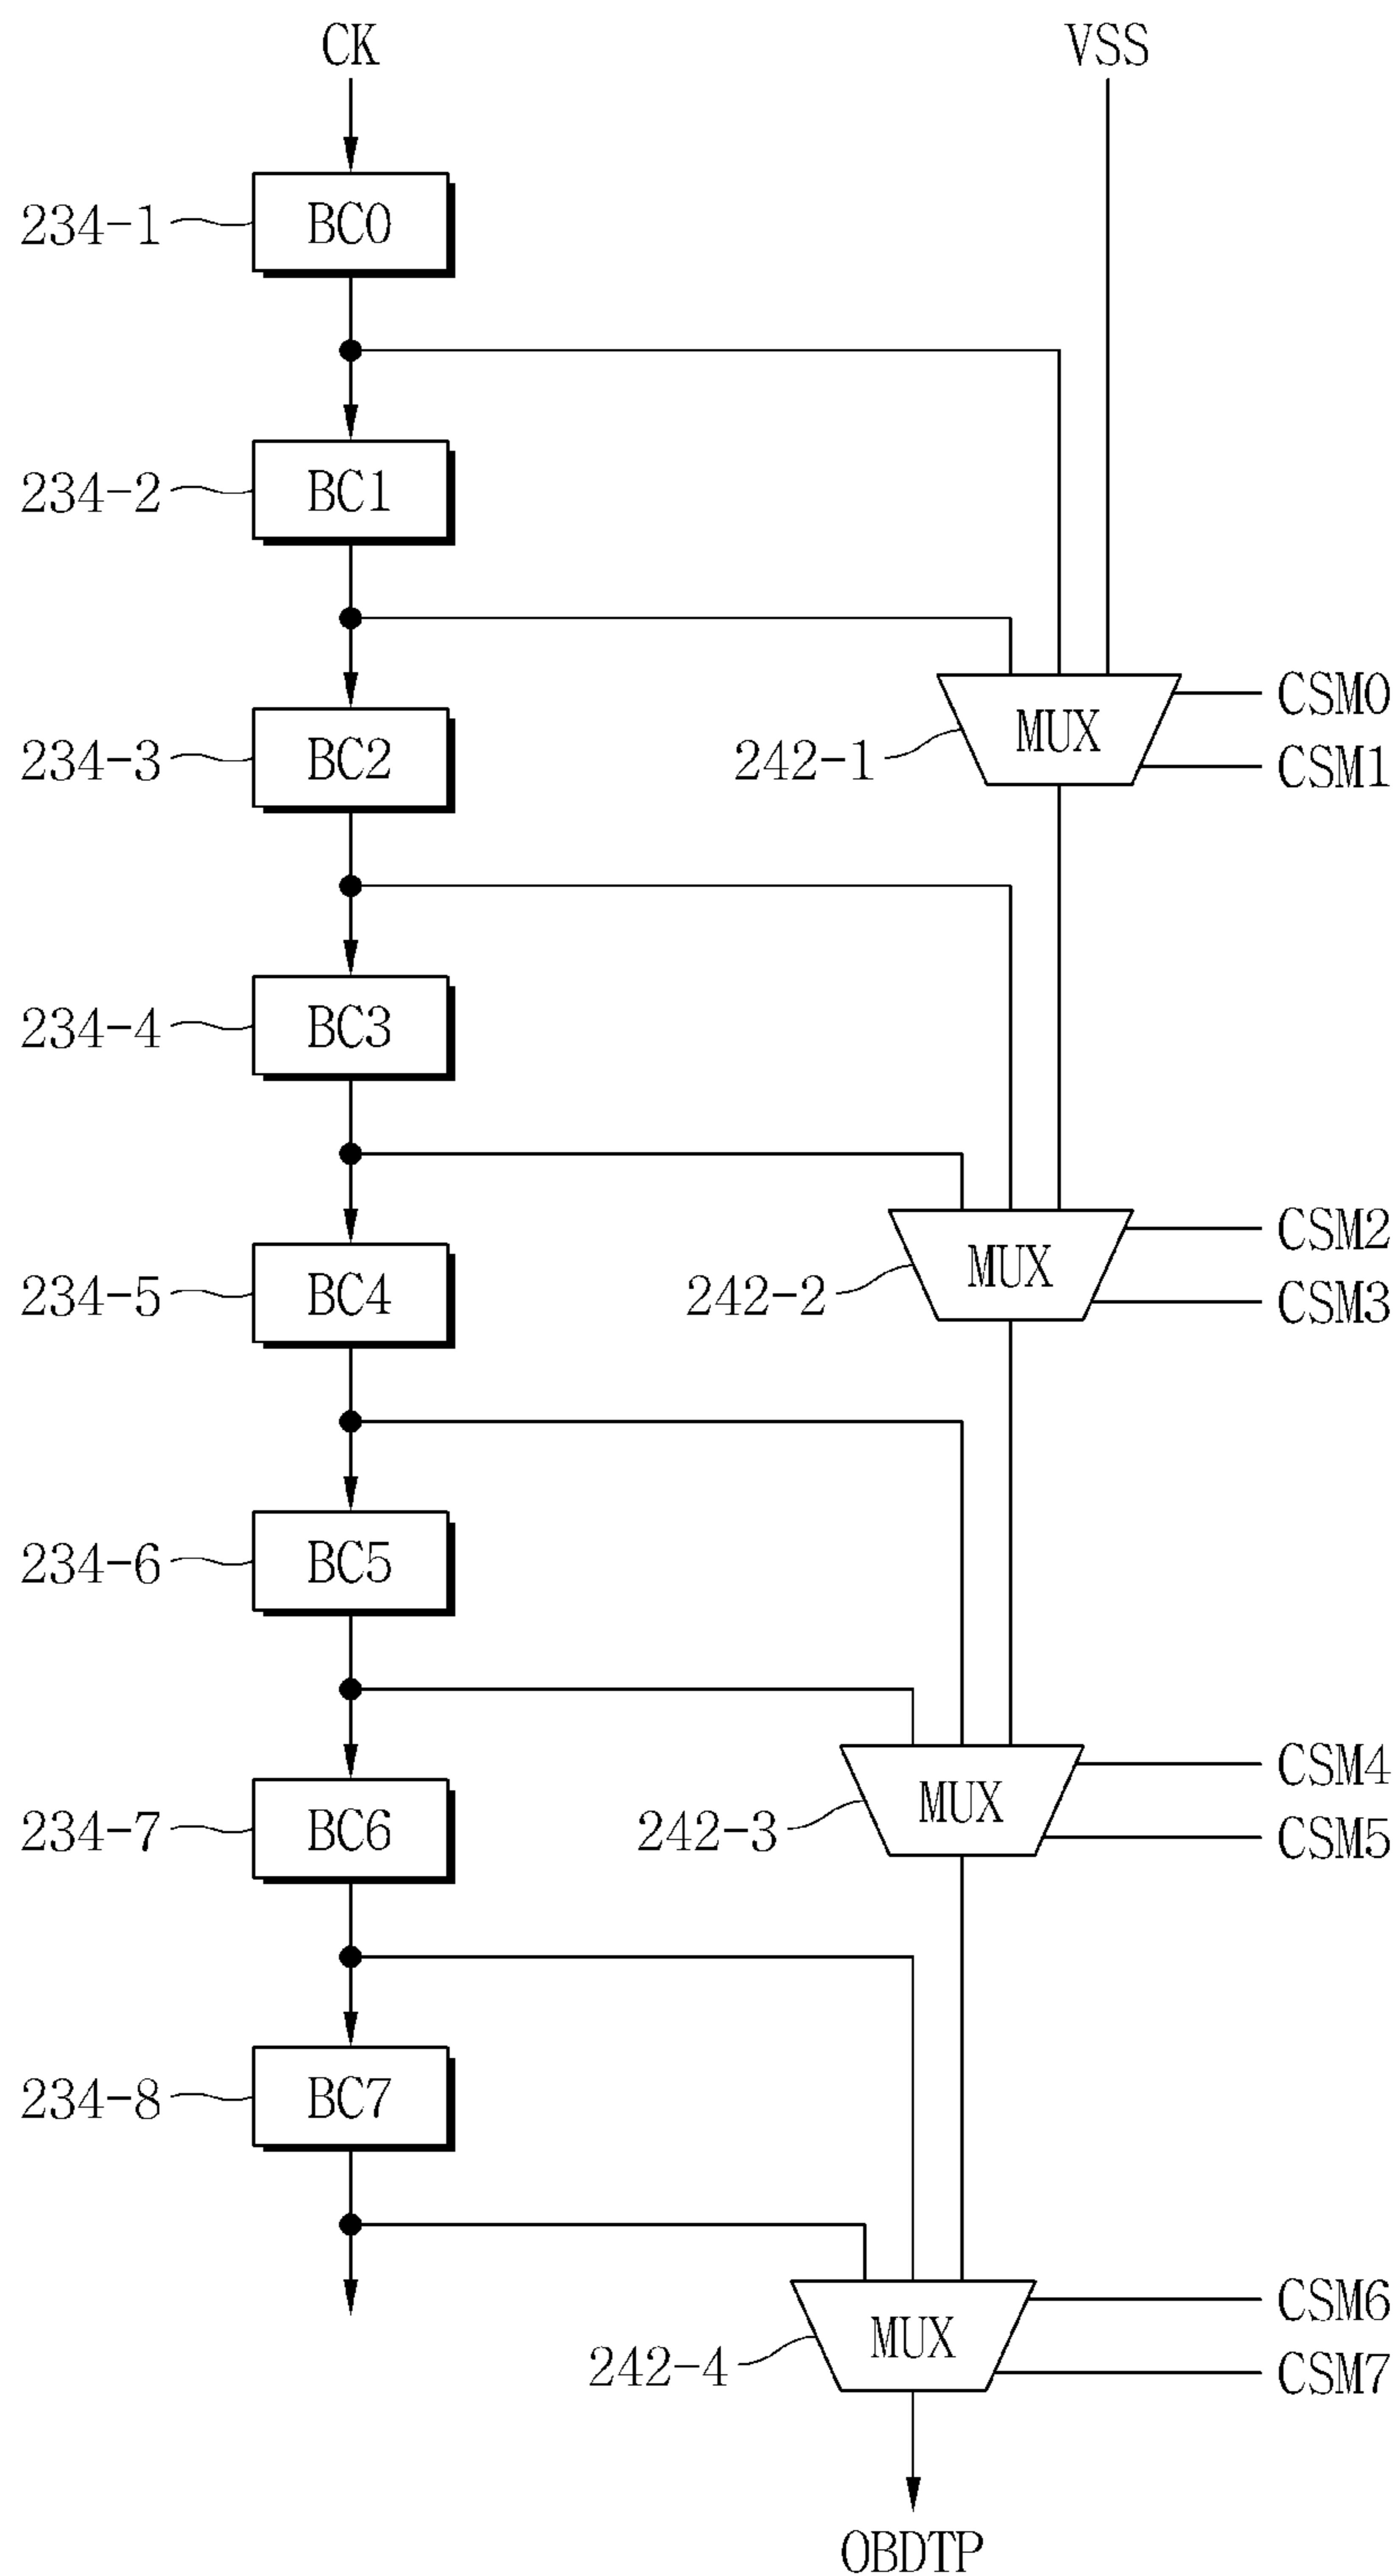 CK VSS
234-1 BC0
234-2 BC1
CSM0
234-3 BC2 242-1 MUX
CSM1
234-4 BC3
CSM2
234-5 BC4 242-2 MUX
CSM3
234-6 BC5
CSM4
234-7 BC6 242-3 MUX
CSM5
234-8 BC7
CSM6
242-4 MUX
CSM7
OBDTP